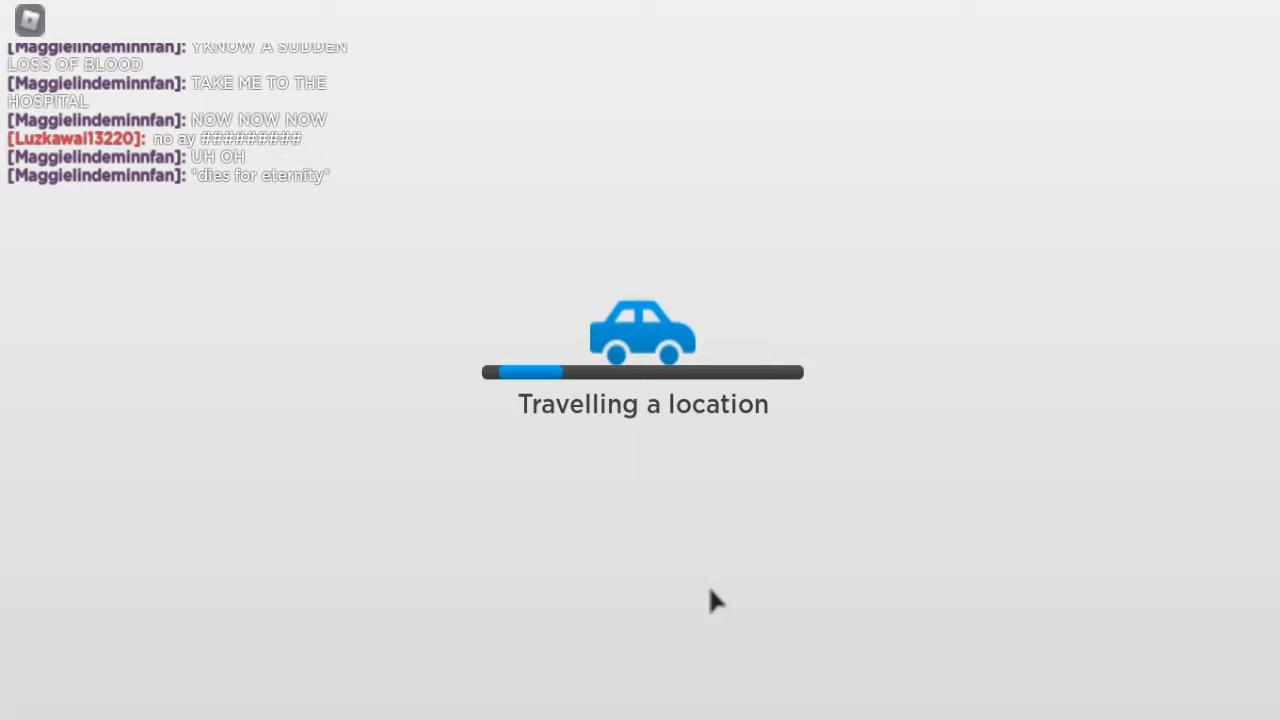 [Maggielindeminnfan]: YKNOW A SUDDEN
LOSS OF BLOOD
[Maggielindeminnfan]: TAKE ME TO THE
HOSPITAL
[Maggielindeminnfan]: NOW NOW NOW
[Luzkawai13220]: no ay #########
[Maggielindeminnfan]: UH OH
[Maggielindeminnfan]: *dies for eternity*
Travelling a location